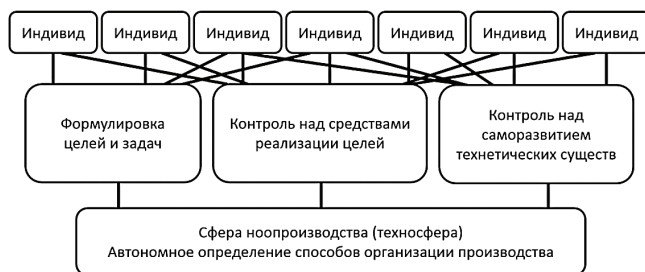 Индивид Индивид Индивид Индивид Индивид Индивид Индивид
Формулировка
целей и задач
Контроль над средствами
реализации целей
Контроль над
саморазвитием
технетических существ
Сфера ноопроизводства (техносфера)
Автономное определение способов организации производства